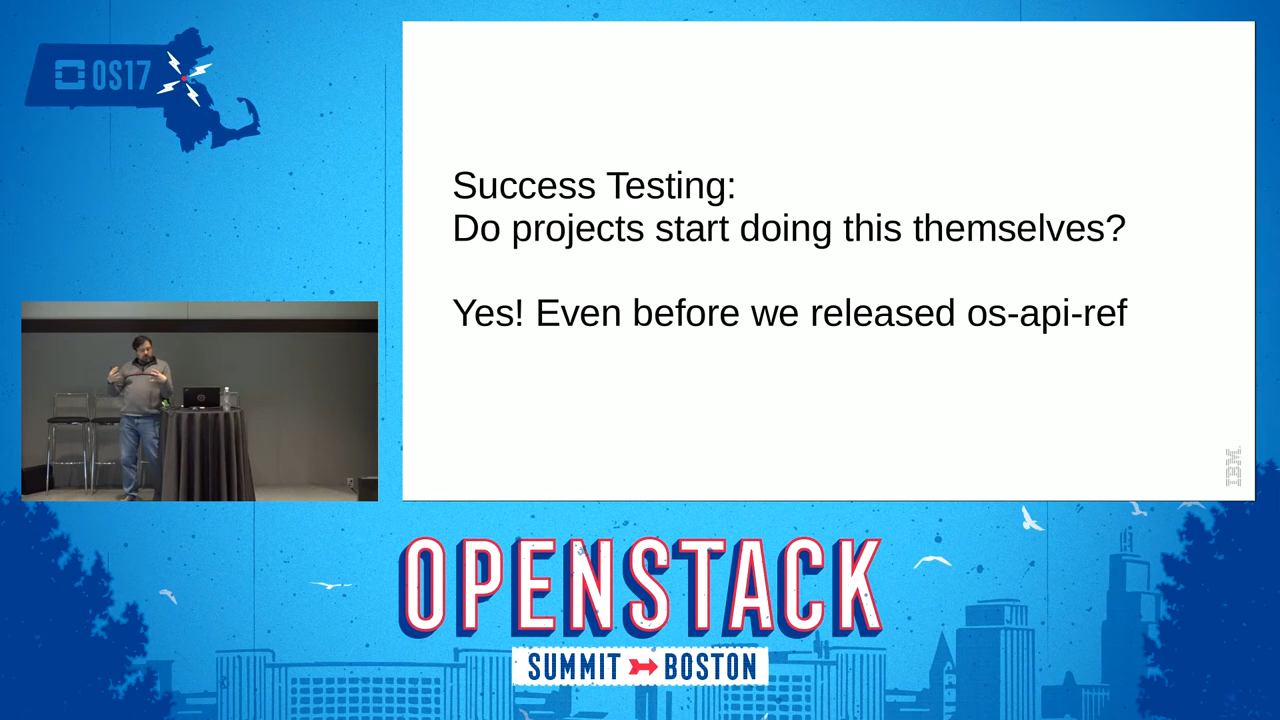 OS17
Success Testing:
Do projects start doing this themselves?
Yes! Even before we released os-api-ref
IBM
OPENSTACK
SUMMIT BOSTON